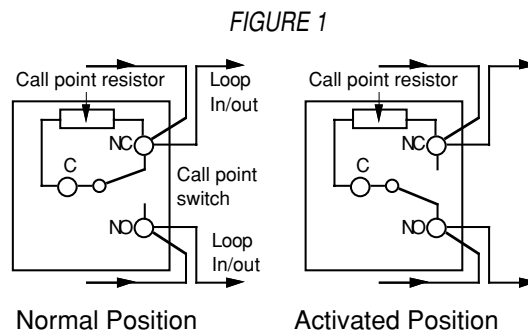 FIGURE 1
Call point resistor
Loop
In/out
NC
C
Call point
switch
NO
Loop
In/out
Normal Position
Call point resistor
NC
C
NO
Activated Position